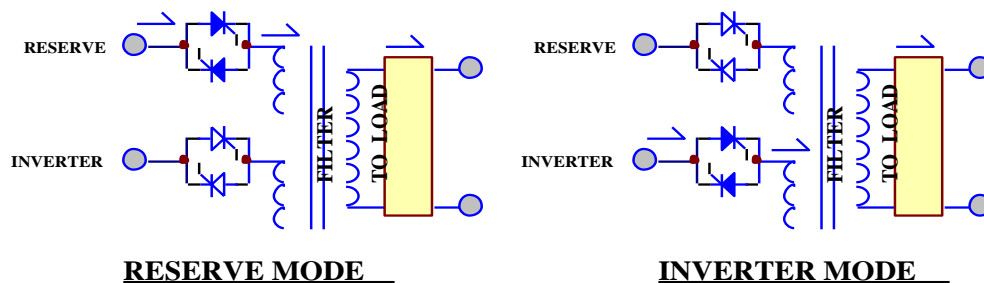 RESERVE
INVERTER
FILTER
TO LOAD
RESERVE MODE
RESERVE
INVERTER
FILTER
TO LOAD
INVERTER MODE